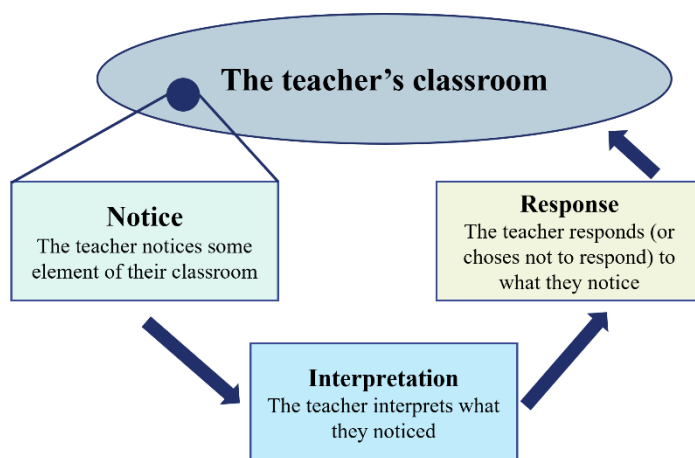 The teacher's classroom
Notice
The teacher notices some
element of their classroom
Response
The teacher responds (or
choses not to respond) to
what they notice
Interpretation
The teacher interprets what
they noticed